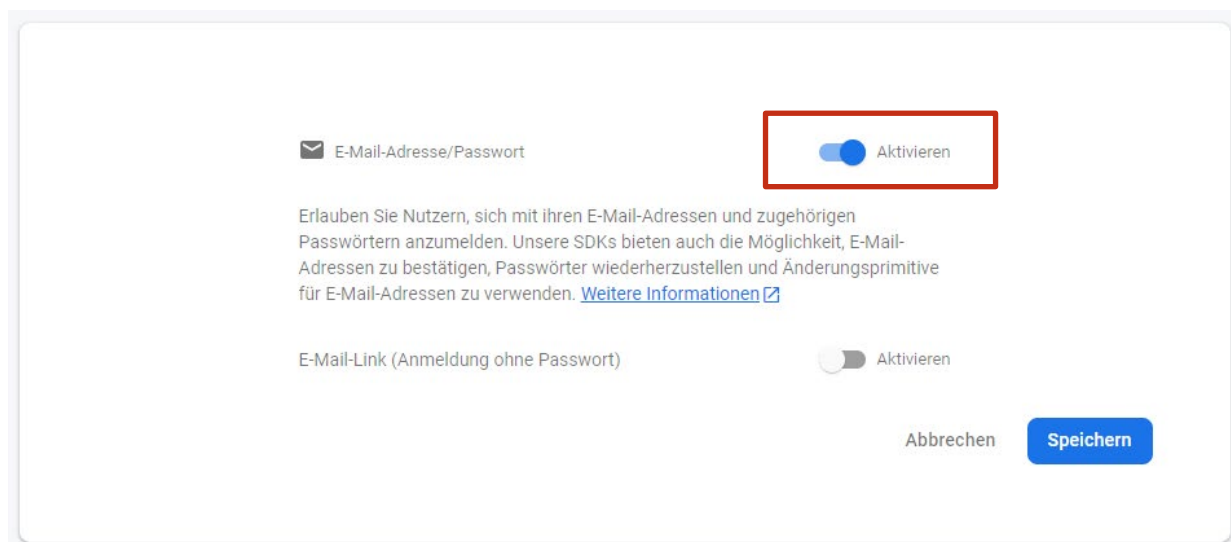 E-Mail-Adresse/Passwort
Aktivieren
Erlauben Sie Nutzern, sich mit ihren E-Mail-Adressen und zugehörigen
Passwörtern anzumelden. Unsere SDKs bieten auch die Möglichkeit, E-Mail-
Adressen zu bestätigen, Passwörter wiederherzustellen und Änderungsprimitive
für E-Mail-Adressen zu verwenden. Weitere Informationen
E-Mail-Link (Anmeldung ohne Passwort)
Aktivieren
Abbrechen
Speichern